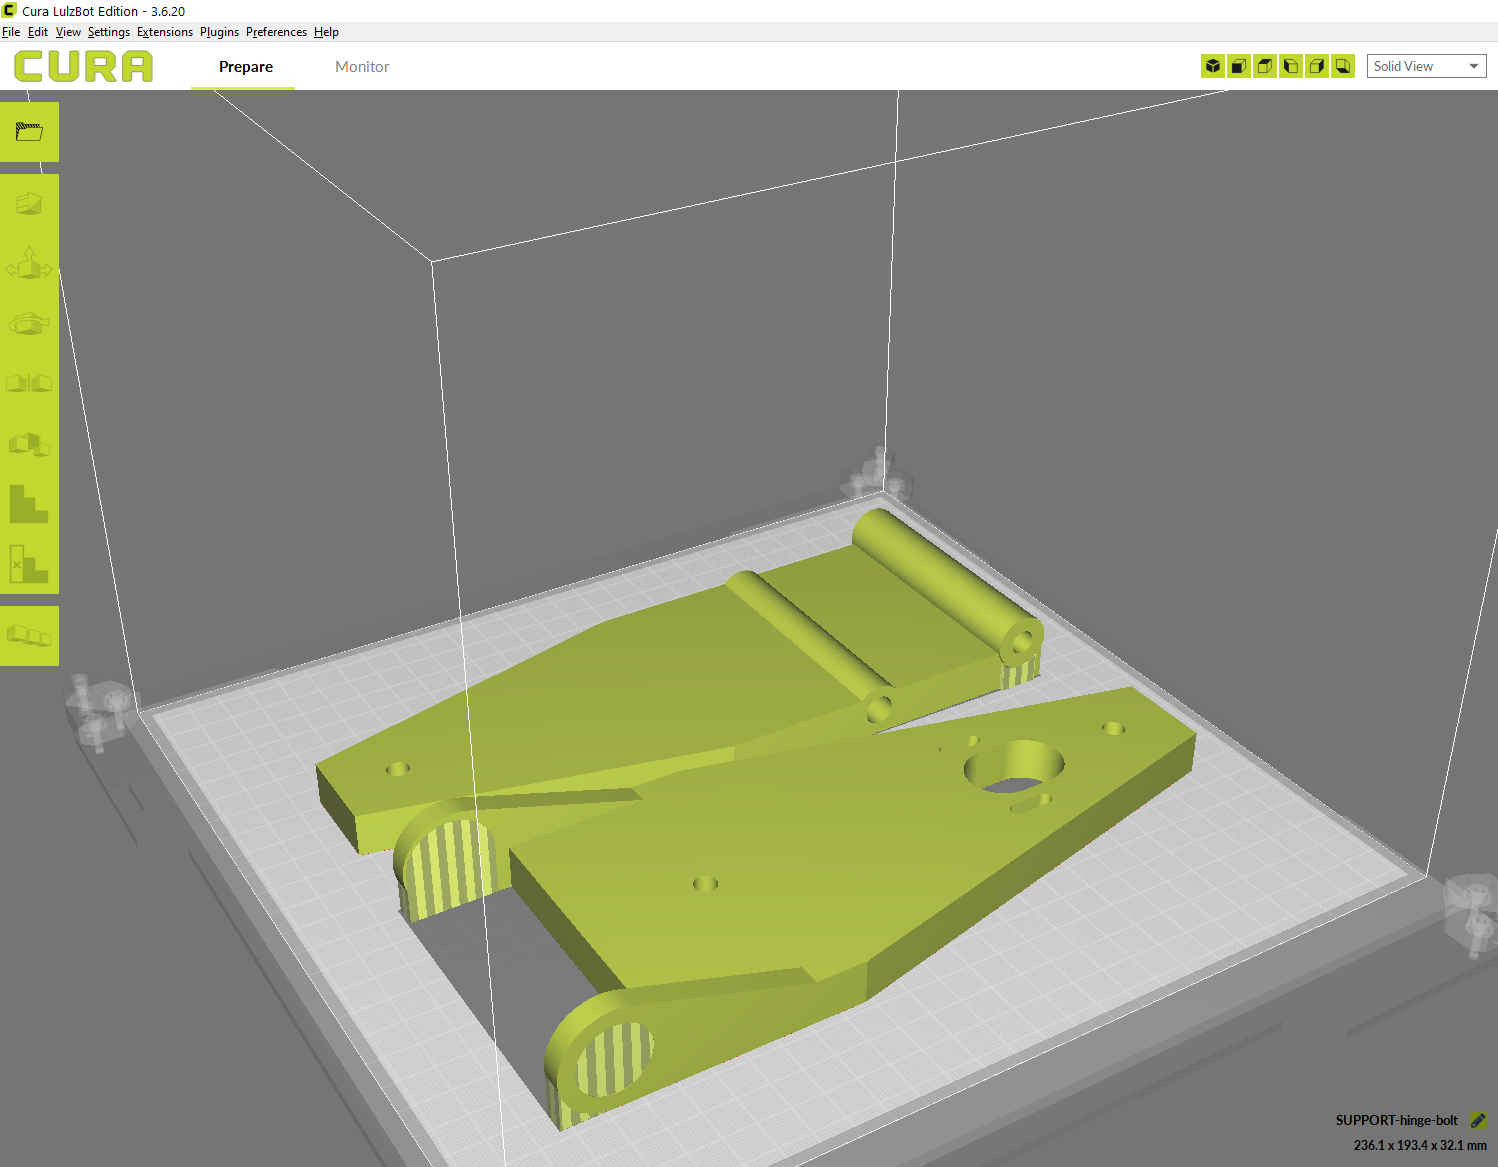 Cura LulzBot Edition - 3.6.20
File Edit View Settings Extensions Plugins Preferences Help
CURA Prepare Monitor Solid View
SUPPORT-hinge-bolt
236.1 x 193.4 x 32.1 mm